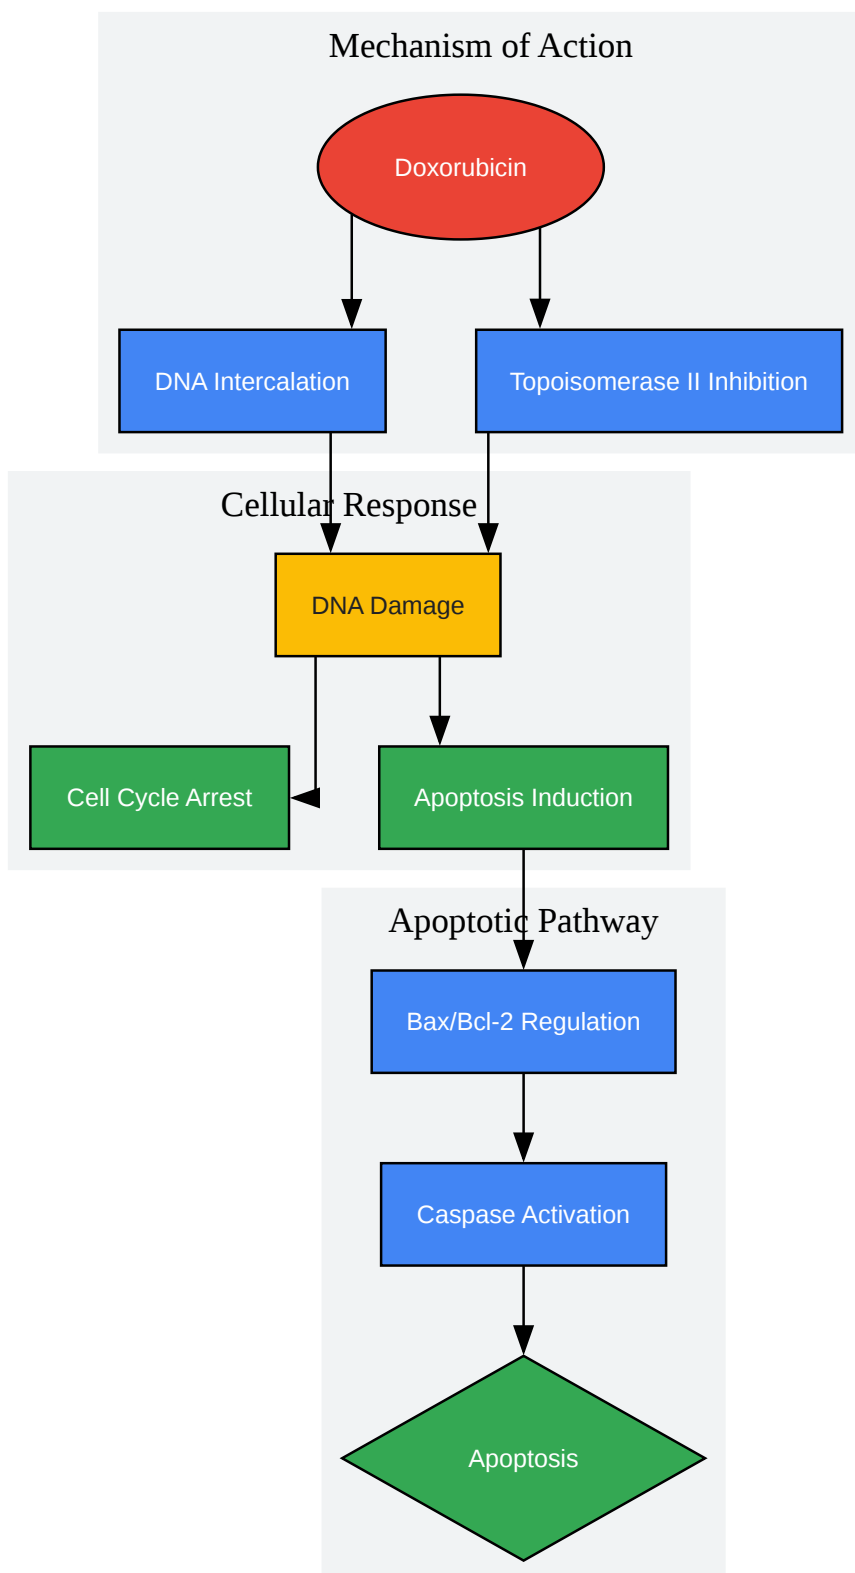 Mechanism of Action
Doxorubicin
DNA Intercalation
Topoisomerase II Inhibition
Cellular Response
DNA Damage
Cell Cycle Arrest
Apoptosis Induction
Apoptotic Pathway
Bax/Bcl-2 Regulation
Caspase Activation
Apoptosis